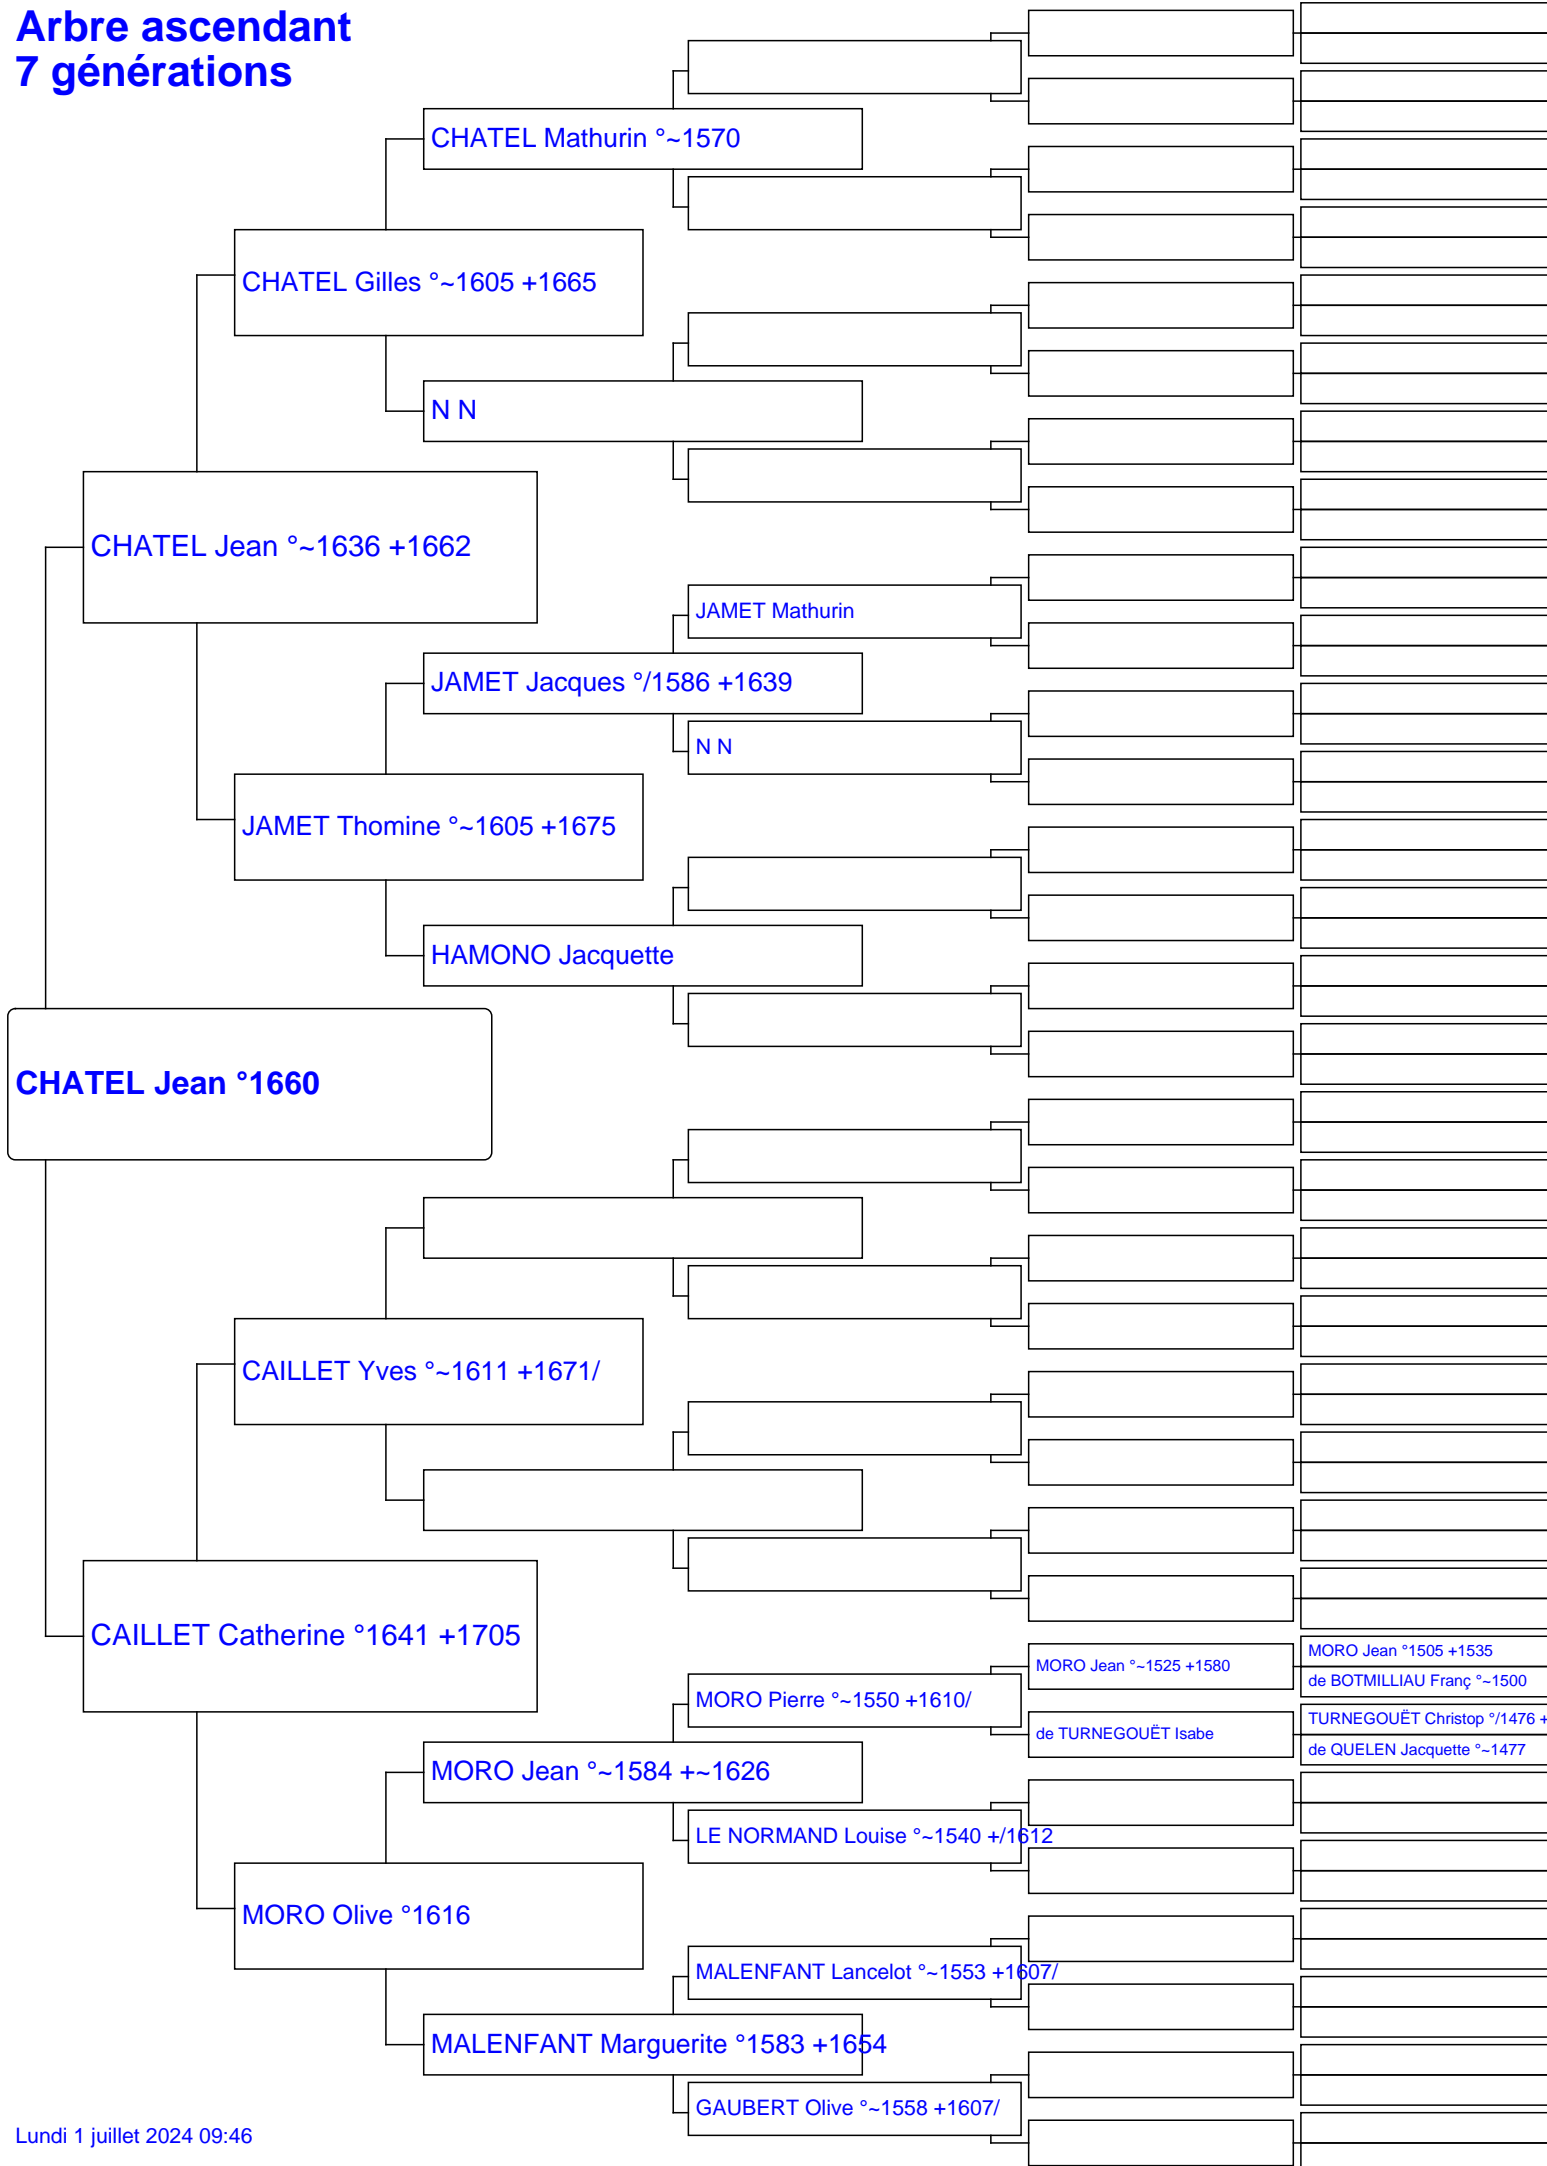 Arbre ascendant
7 générations
CHATEL Mathurin °~1570
CHATEL Gilles °~1605 +1665
N N
CHATEL Jean °~1636 +1662
JAMET Mathurin
JAMET Jacques °/1586 +1639
N N
JAMET Thomine °~1605 +1675
HAMONO Jacquette
CHATEL Jean °1660
CAILLET Yves °~1611 +1671/
CAILLET Catherine °1641 +1705
MORO Jean °1505 +1535
MORO Jean °~1525 +1580
de BOTMILLIAU Franç °~1500
MORO Pierre °~1550 +1610/
TURNEGOUËT Christop °/1476 +
de TURNEGOUËT Isabe
de QUELEN Jacquette °~1477
MORO Jean °~1584 +~1626
LE NORMAND Louise °~1540 +/1612
MORO Olive °1616
MALENFANT Lancelot °~1553 +1607/
MALENFANT Marguerite °1583 +1654
GAUBERT Olive °~1558 +1607/
Lundi 1 juillet 2024 09:46